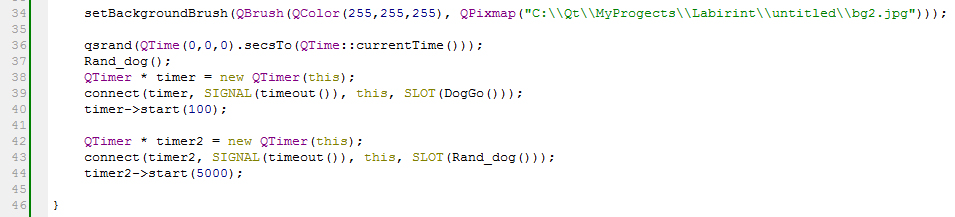 34 setBackgroundBrush(QBrush(QColor(255,255,255), QPixmap("C:\\Qt\\MyProgects\\Labirint\\untitled\\bg2.jpg")));
35
36 qsrand(QTime(0,0,0).secsTo(QTime::currentTime()));
37 Rand_dog();
38 QTimer * timer = new QTimer(this);
39 connect(timer, SIGNAL(timeout()), this, SLOT(DogGo()));
40 timer->start(100);
41
42 QTimer * timer2 = new QTimer(this);
43 connect(timer2, SIGNAL(timeout()), this, SLOT(Rand_dog()));
44 timer2->start(5000);
45
46 }